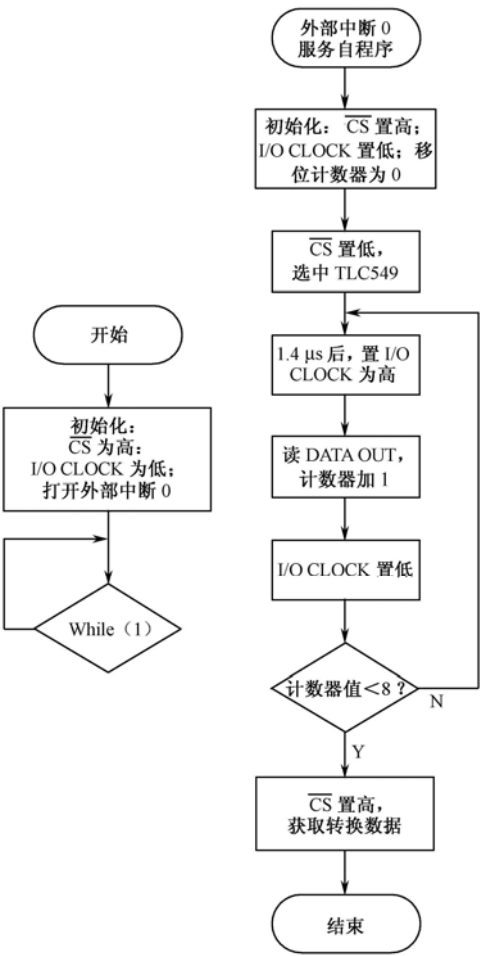 开始
初始化：
CS 为高：
I/O CLOCK 为低；
打开外部中断 0
While（1）
外部中断 0
服务自程序
初始化： CS 置高；
I/O CLOCK 置低；移
位计数器为 0
CS 置低，
选中 TLC549
1.4 μs 后，置 I/O
CLOCK 为高
读 DATA OUT，
计数器加 1
I/O CLOCK 置低
计数器值＜8？
N
Y
CS 置高，
获取转换数据
结束